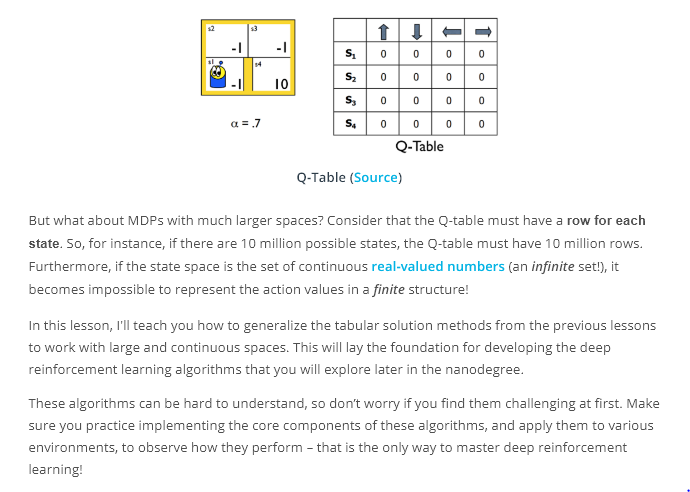 s2 s3
-1 -1
s1 s4
-1 10
α = .7
S₁ 0 0 0 0
S₂ 0 0 0 0
S₃ 0 0 0 0
S₄ 0 0 0 0
Q-Table
Q-Table (Source)
But what about MDPs with much larger spaces? Consider that the Q-table must have a row for each
state. So, for instance, if there are 10 million possible states, the Q-table must have 10 million rows.
Furthermore, if the state space is the set of continuous real-valued numbers (an infinite set!), it
becomes impossible to represent the action values in a finite structure!
In this lesson, I'll teach you how to generalize the tabular solution methods from the previous lessons
to work with large and continuous spaces. This will lay the foundation for developing the deep
reinforcement learning algorithms that you will explore later in the nanodegree.
These algorithms can be hard to understand, so don't worry if you find them challenging at first. Make
sure you practice implementing the core components of these algorithms, and apply them to various
environments, to observe how they perform – that is the only way to master deep reinforcement
learning!